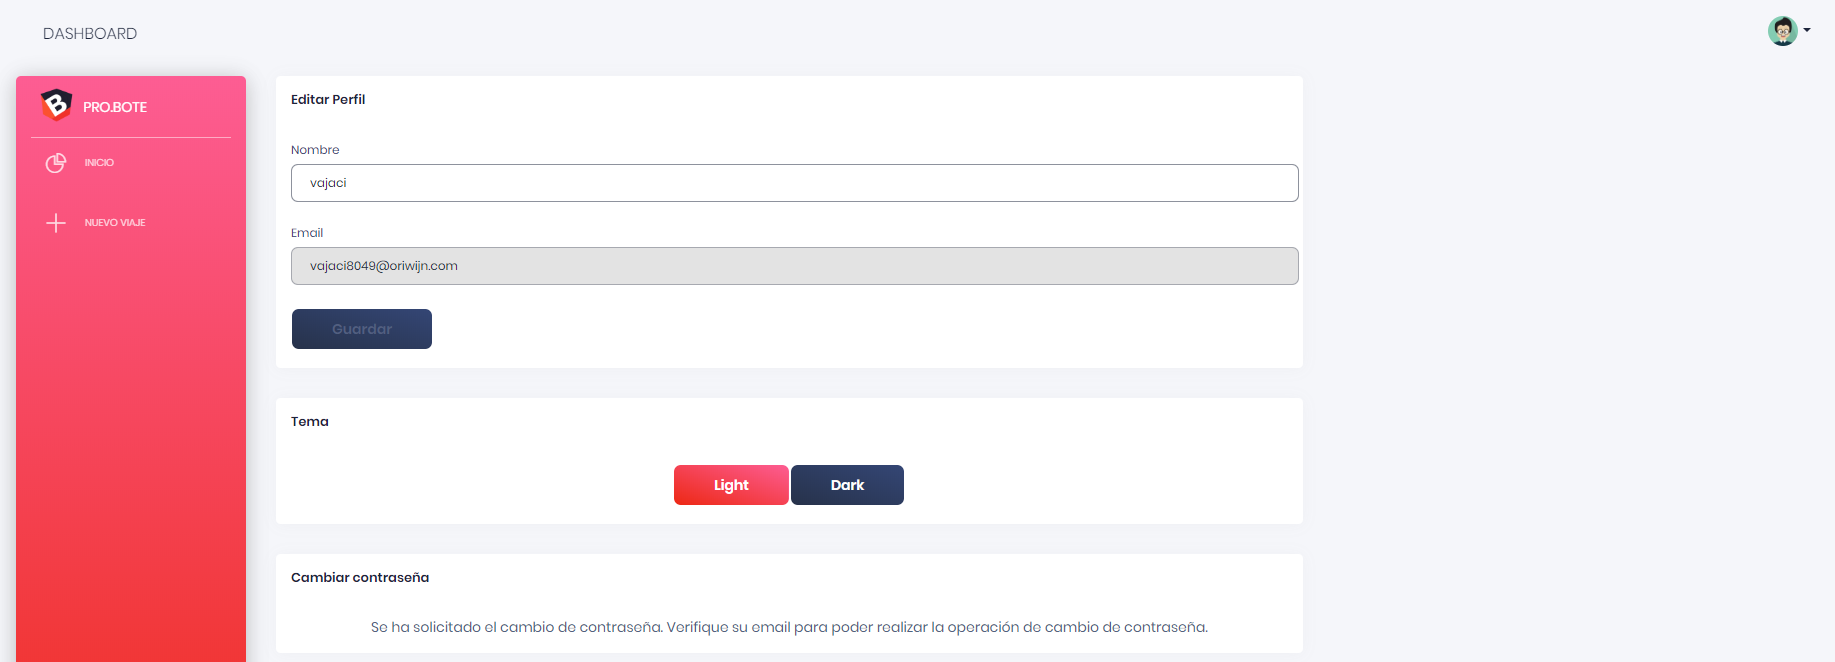 DASHBOARD
PRO.BOTE
INICIO
NUEVO VIAJE
Editar Perfil
Nombre
vajaci
Email
vajaci8049@oriwijn.com
Guardar
Tema
Light
Dark
Cambiar contraseña
Se ha solicitado el cambio de contraseña. Verifique su email para poder realizar la operación de cambio de contraseña.